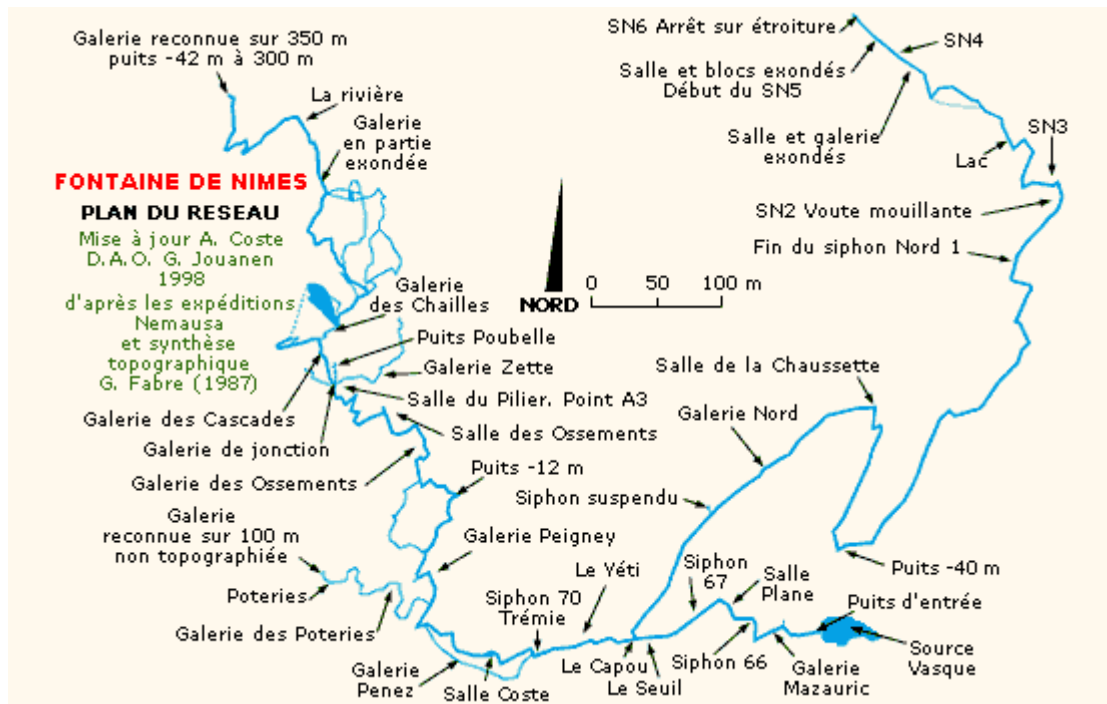 Galerie reconnue sur 350 m
puits -42 m à 300 m
La rivière
Galerie
en partie
exondée
FONTAINE DE NIMES
PLAN DU RESEAU
Mise à jour A. Coste
D.A.O. G. Jouanen
1998
d'après les expéditions
Nemausa
et synthèse
topographique
G. Fabre (1987)
Galerie
des Chailles
Puits Poubelle
Galerie Zette
Salle du Pilier. Point A3
Galerie des Cascades
Salle des Ossements
Galerie de jonction
Galerie des Ossements
Puits -12 m
Galerie
reconnue sur 100 m
non topographiée
Galerie Peigney
Poteries
Galerie des Poteries
Siphon 70
Trémie
Le Véti
Galerie
Penez
Salle Coste
Le Capou
Le Seuil
NORD
0 50 100 m
SN6 Arrêt sur étroiture
SN4
Salle et blocs exondés
Début du SN5
Salle et galerie
exondés
SN3
Lac
SN2 Voute mouillante
Fin du siphon Nord 1
Salle de la Chaussette
Galerie Nord
Siphon suspendu
Puits -40 m
Siphon
67
Salle
Plane
Puits d'entrée
Siphon 66
Galerie
Mazauric
Source
Vasque